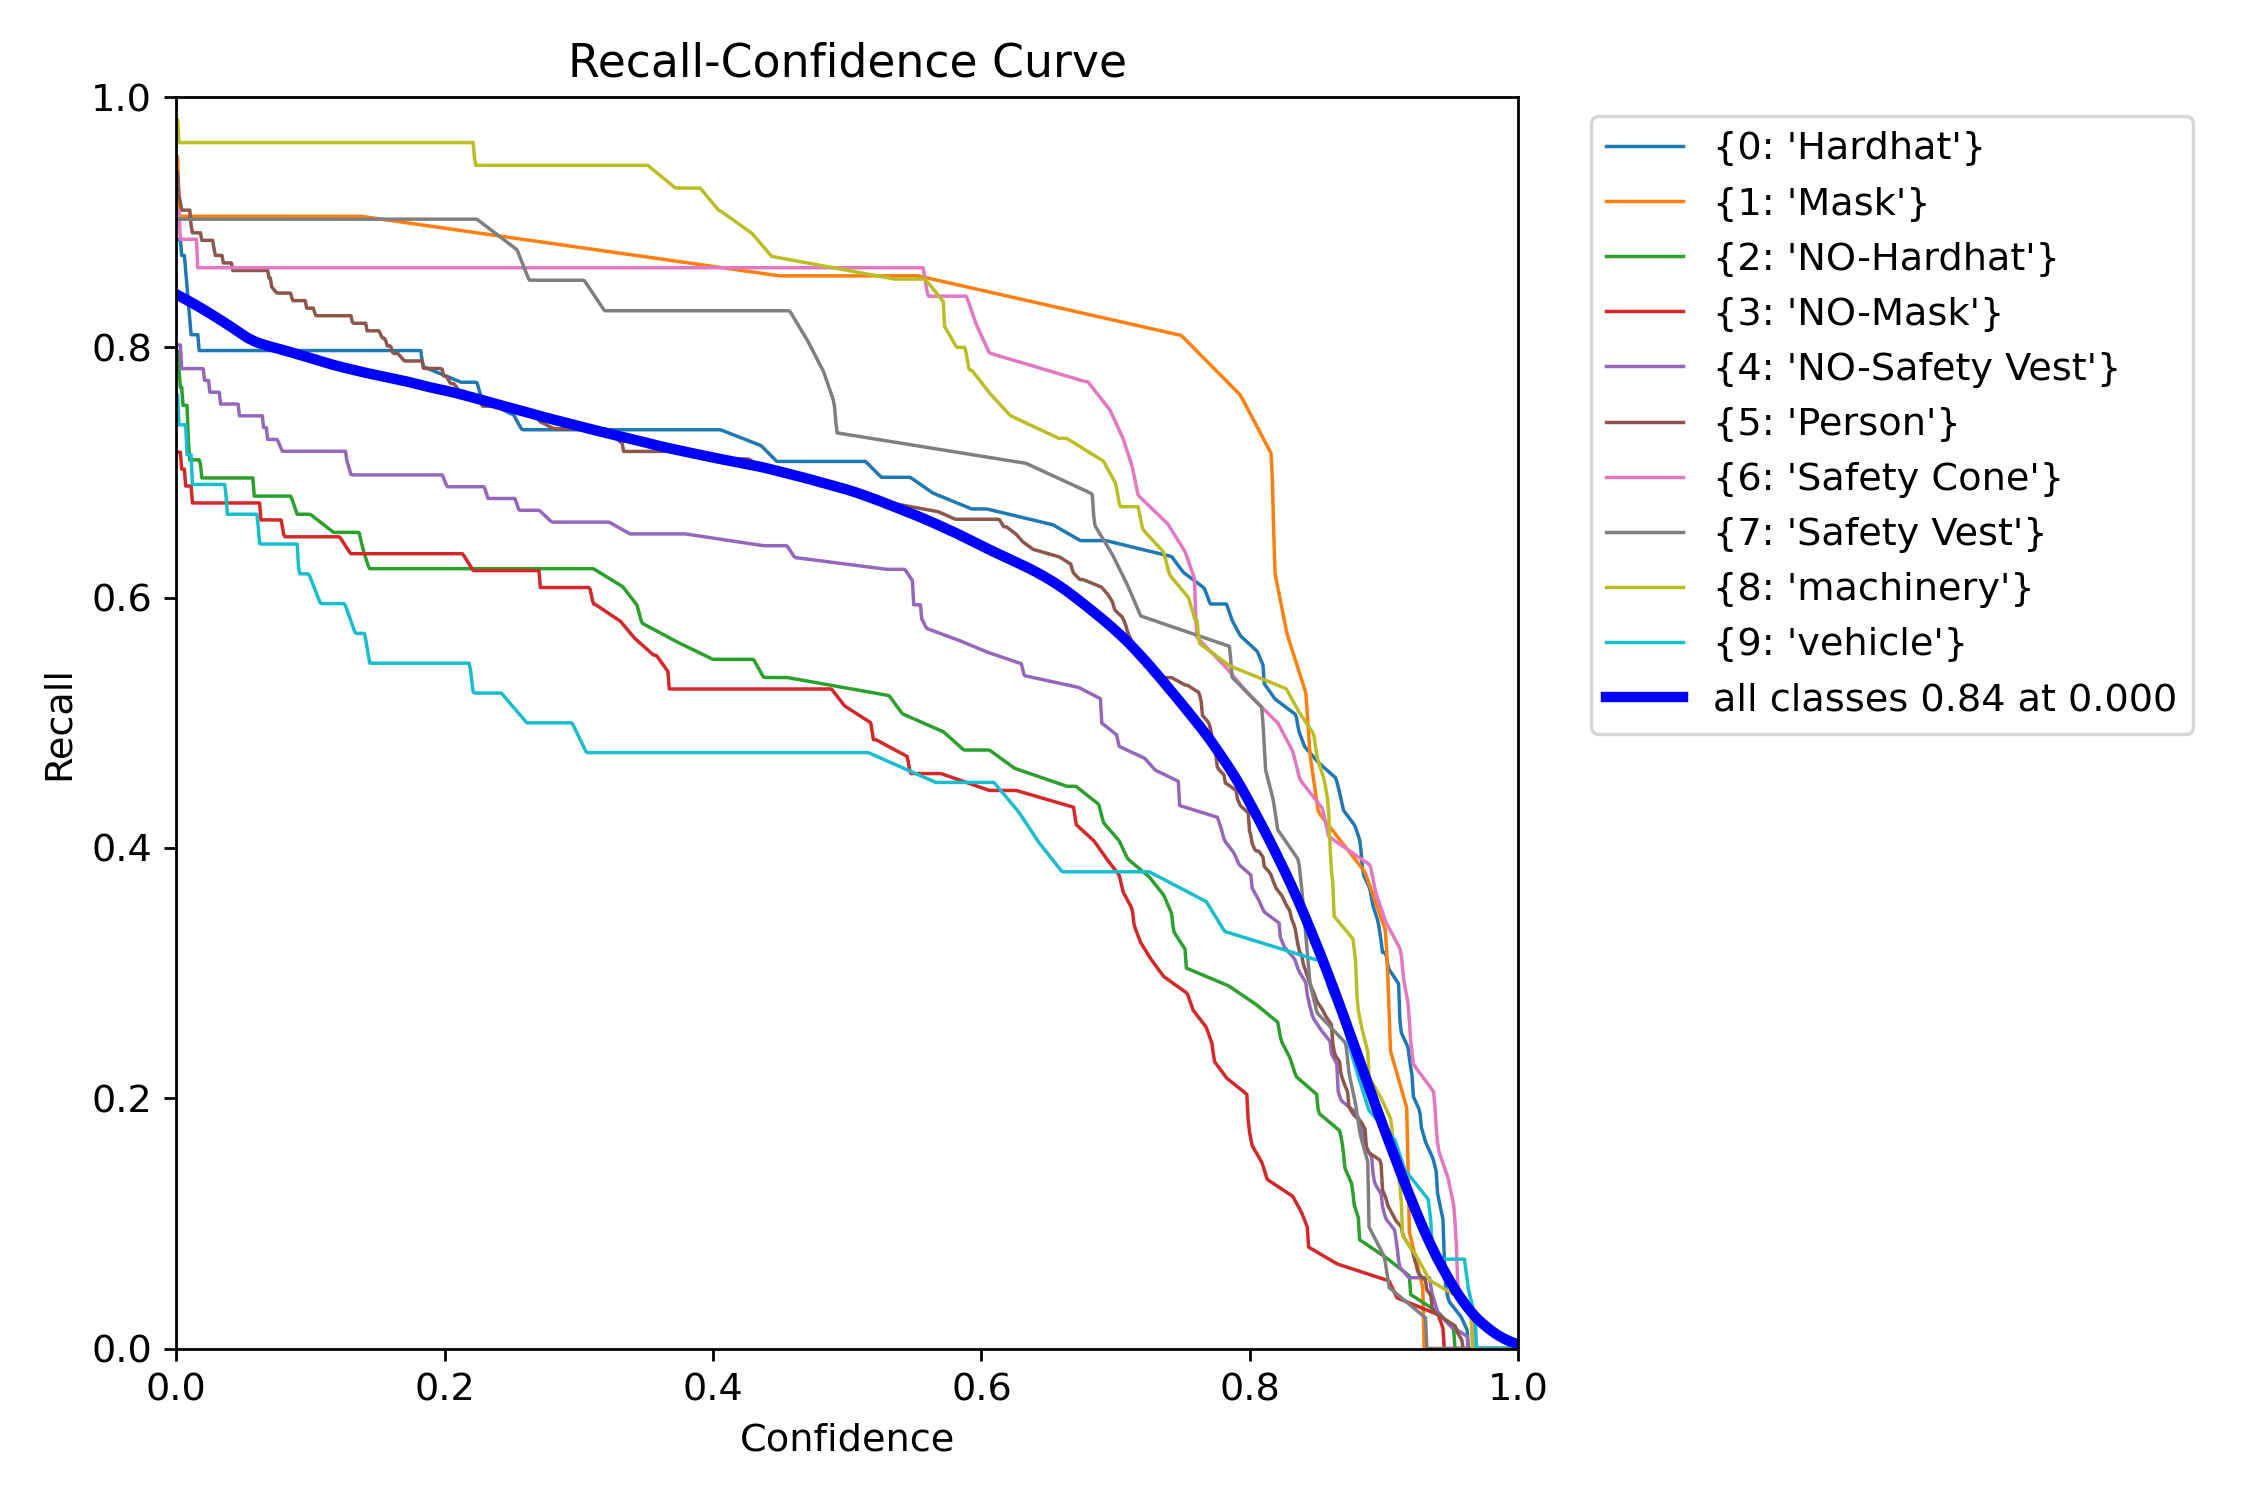 Recall-Confidence Curve
1.0
0.8
0.6
0.4
0.2
0.0
Recall
0.0 0.2 0.4 0.6 0.8 1.0
Confidence
{0: 'Hardhat'}
{1: 'Mask'}
{2: 'NO-Hardhat'}
{3: 'NO-Mask'}
{4: 'NO-Safety Vest'}
{5: 'Person'}
{6: 'Safety Cone'}
{7: 'Safety Vest'}
{8: 'machinery'}
{9: 'vehicle'}
all classes 0.84 at 0.000